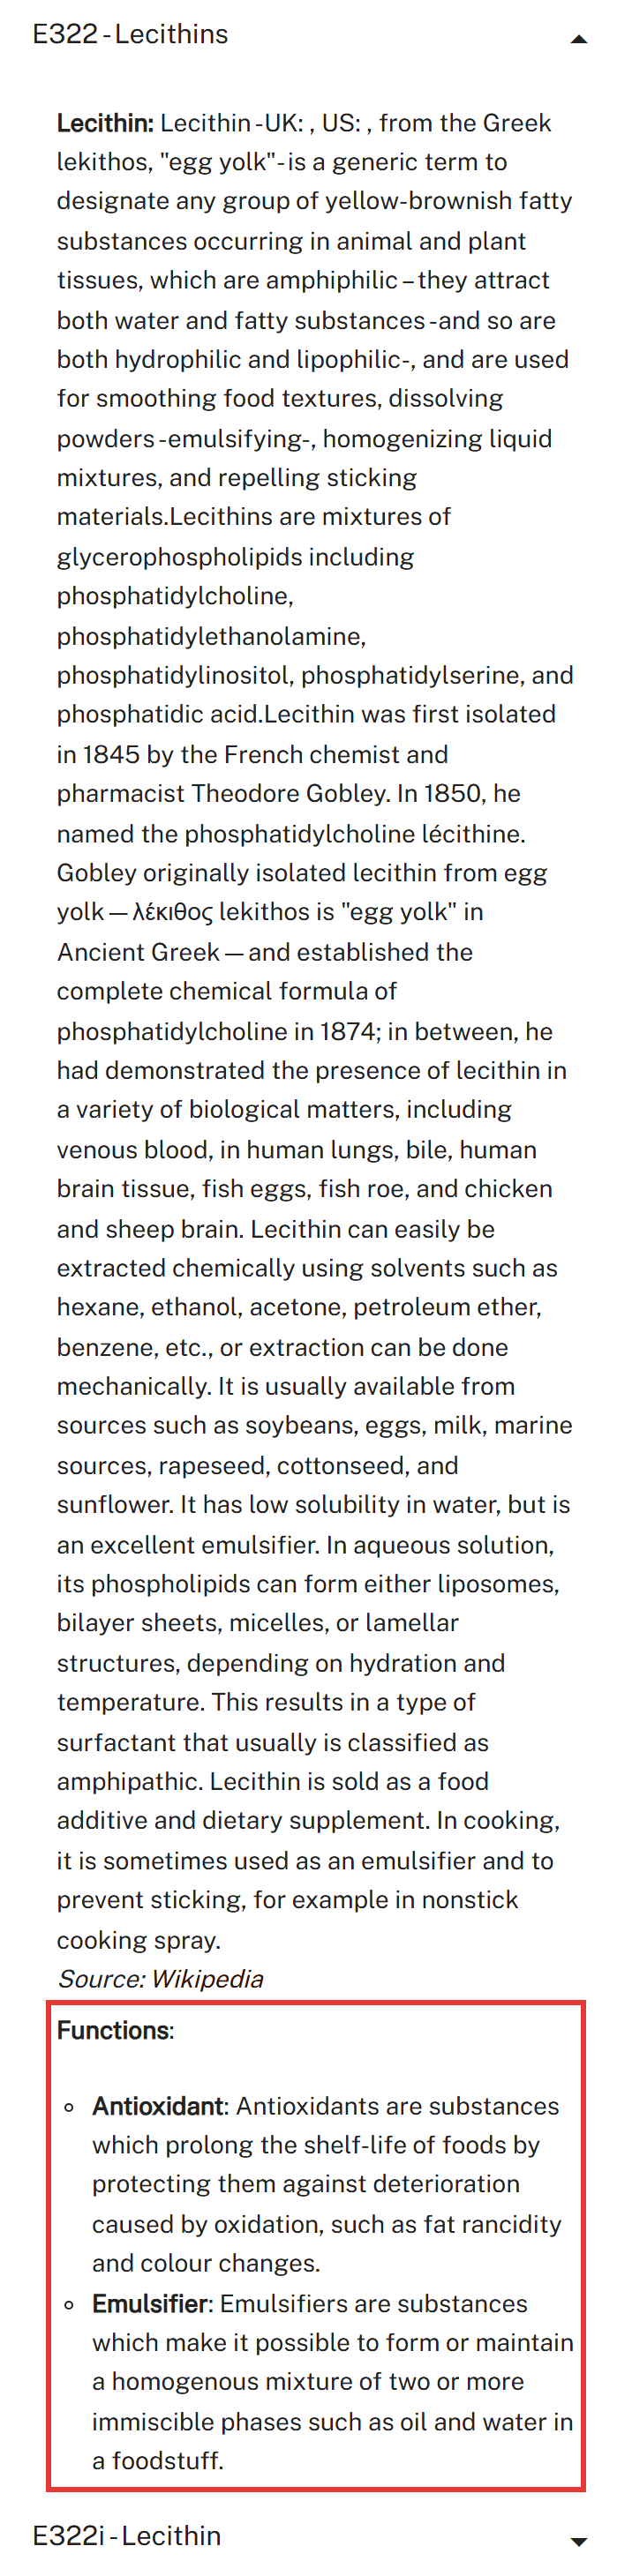 E322 - Lecithins
Lecithin: Lecithin -UK: , US: , from the Greek
lekithos, "egg yolk"- is a generic term to
designate any group of yellow-brownish fatty
substances occurring in animal and plant
tissues, which are amphiphilic – they attract
both water and fatty substances -and so are
both hydrophilic and lipophilic-, and are used
for smoothing food textures, dissolving
powders -emulsifying-, homogenizing liquid
mixtures, and repelling sticking
materials.Lecithins are mixtures of
glycerophospholipids including
phosphatidylcholine,
phosphatidylethanolamine,
phosphatidylinositol, phosphatidylserine, and
phosphatidic acid.Lecithin was first isolated
in 1845 by the French chemist and
pharmacist Theodore Gobley. In 1850, he
named the phosphatidylcholine lécithine.
Gobley originally isolated lecithin from egg
yolk — λέκιθος lekithos is "egg yolk" in
Ancient Greek — and established the
complete chemical formula of
phosphatidylcholine in 1874; in between, he
had demonstrated the presence of lecithin in
a variety of biological matters, including
venous blood, in human lungs, bile, human
brain tissue, fish eggs, fish roe, and chicken
and sheep brain. Lecithin can easily be
extracted chemically using solvents such as
hexane, ethanol, acetone, petroleum ether,
benzene, etc., or extraction can be done
mechanically. It is usually available from
sources such as soybeans, eggs, milk, marine
sources, rapeseed, cottonseed, and
sunflower. It has low solubility in water, but is
an excellent emulsifier. In aqueous solution,
its phospholipids can form either liposomes,
bilayer sheets, micelles, or lamellar
structures, depending on hydration and
temperature. This results in a type of
surfactant that usually is classified as
amphipathic. Lecithin is sold as a food
additive and dietary supplement. In cooking,
it is sometimes used as an emulsifier and to
prevent sticking, for example in nonstick
cooking spray.
Source: Wikipedia
Functions:
Antioxidant: Antioxidants are substances
which prolong the shelf-life of foods by
protecting them against deterioration
caused by oxidation, such as fat rancidity
and colour changes.
Emulsifier: Emulsifiers are substances
which make it possible to form or maintain
a homogenous mixture of two or more
immiscible phases such as oil and water in
a foodstuff.
E322i - Lecithin